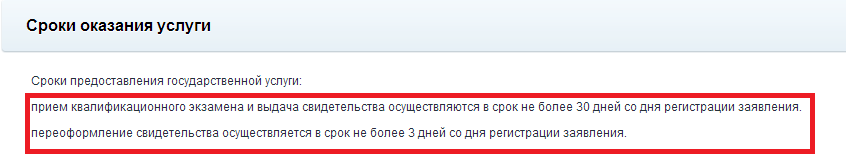 Сроки оказания услуги
Сроки предоставления государственной услуги:
прием квалификационного экзамена и выдача свидетельства осуществляются в срок не более 30 дней со дня регистрации заявления.
переоформление свидетельства осуществляется в срок не более 3 дней со дня регистрации заявления.